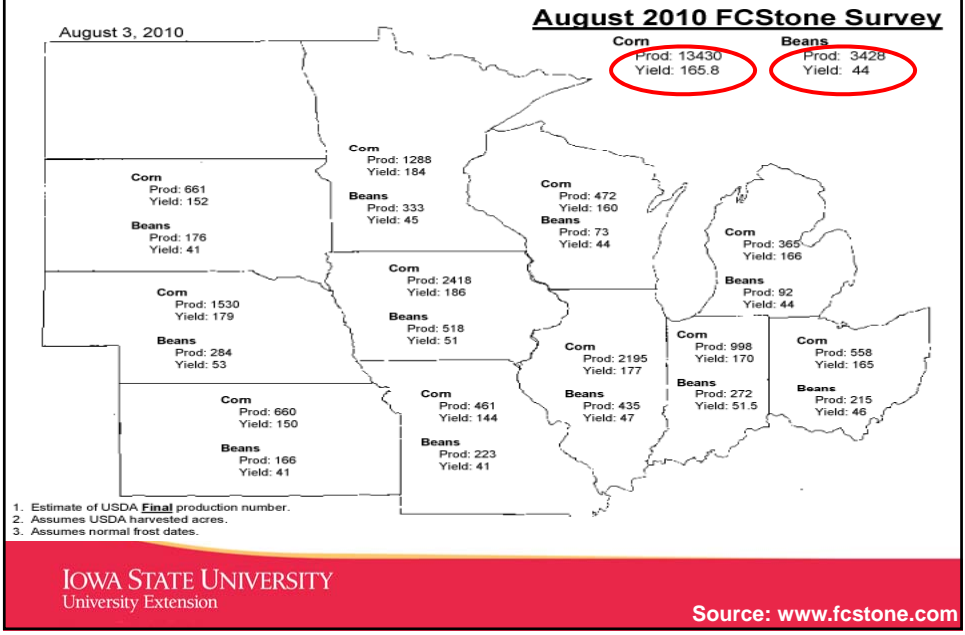 August 2010 FCStone Survey
August 3, 2010
Corn
Prod: 13430
Yield: 165.8
Beans
Prod: 3428
Yield: 44
Corn
Prod: 1288
Yield: 184
Beans
Prod: 333
Yield: 45
Corn
Prod: 661
Yield: 152
Beans
Prod: 176
Yield: 41
Corn
Prod: 472
Yield: 160
Beans
Prod: 73
Yield: 44
Corn
Prod: 365
Yield: 166
Beans
Prod: 92
Yield: 44
Corn
Prod: 1530
Yield: 179
Beans
Prod: 284
Yield: 53
Corn
Prod: 2418
Yield: 186
Beans
Prod: 518
Yield: 51
Corn
Prod: 2195
Yield: 177
Beans
Prod: 435
Yield: 47
Corn
Prod: 998
Yield: 170
Beans
Prod: 272
Yield: 51.5
Corn
Prod: 558
Yield: 165
Beans
Prod: 215
Yield: 46
Corn
Prod: 660
Yield: 150
Beans
Prod: 166
Yield: 41
Corn
Prod: 461
Yield: 144
Beans
Prod: 223
Yield: 41
1. Estimate of USDA Final production number.
2. Assumes USDA harvested acres.
3. Assumes normal frost dates.
IOWA STATE UNIVERSITY
University Extension
Source: www.fcstone.com